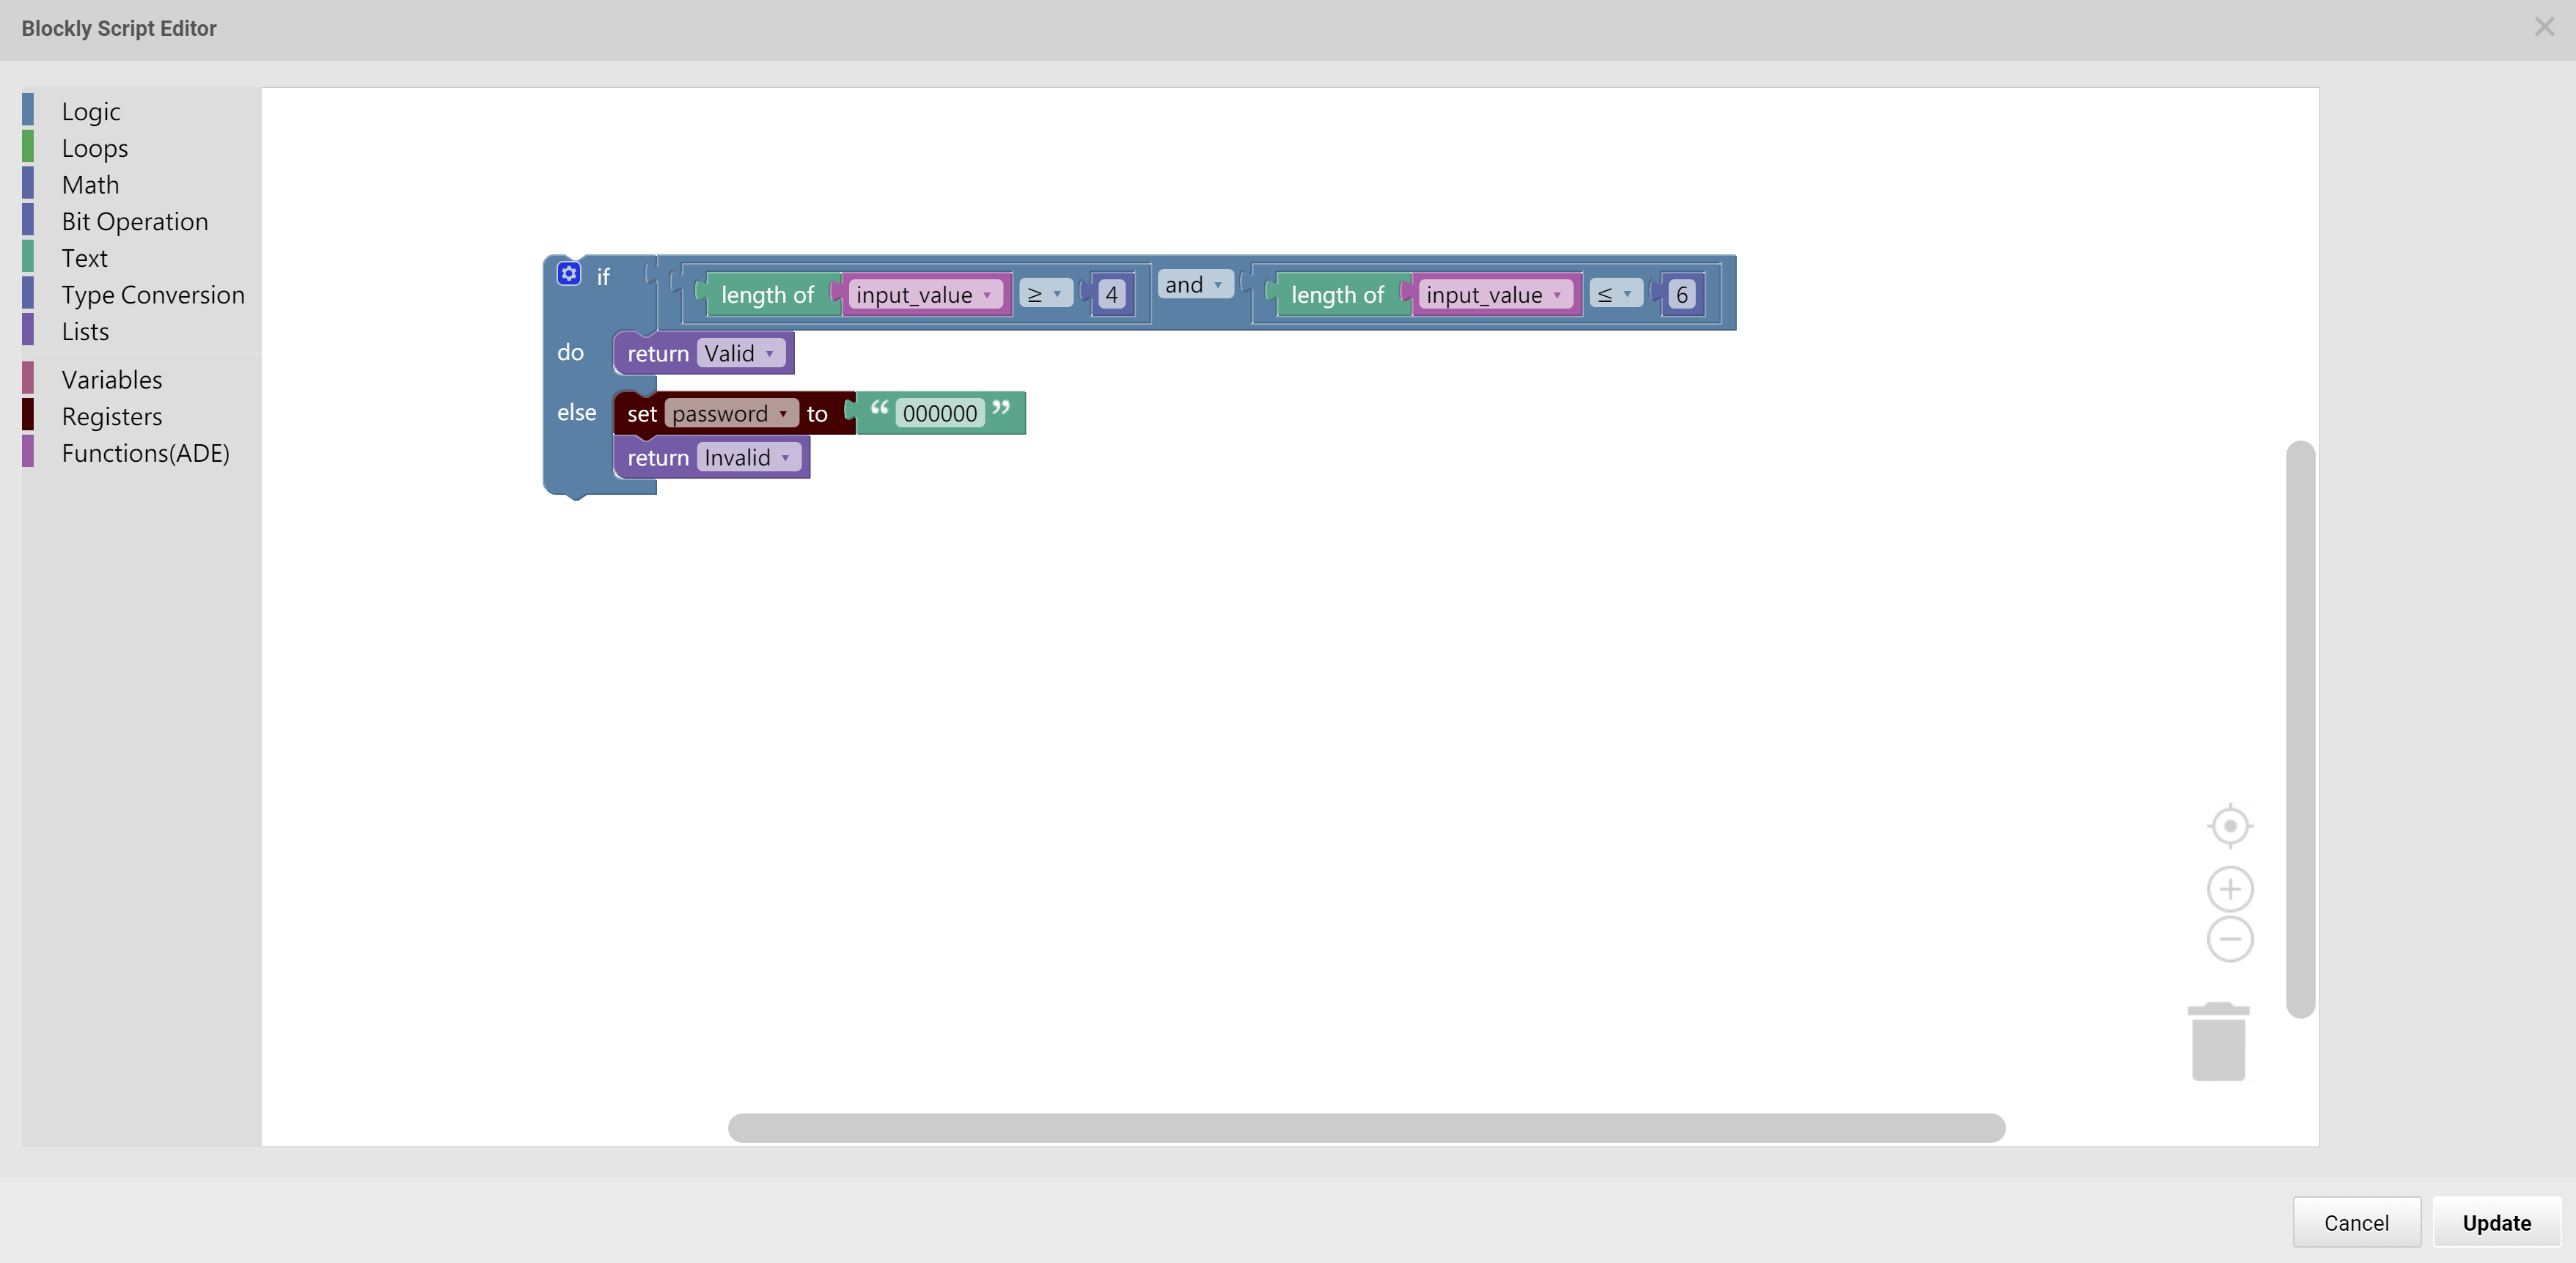 Blockly Script Editor
Logic
Loops
Math
Bit Operation
Text
Type Conversion
Lists
Variables
Registers
Functions(ADE)
if length of input_value ≥ 4 and length of input_value ≤ 6
do return Valid
else set password to “ 000000 ”
return Invalid
Cancel Update